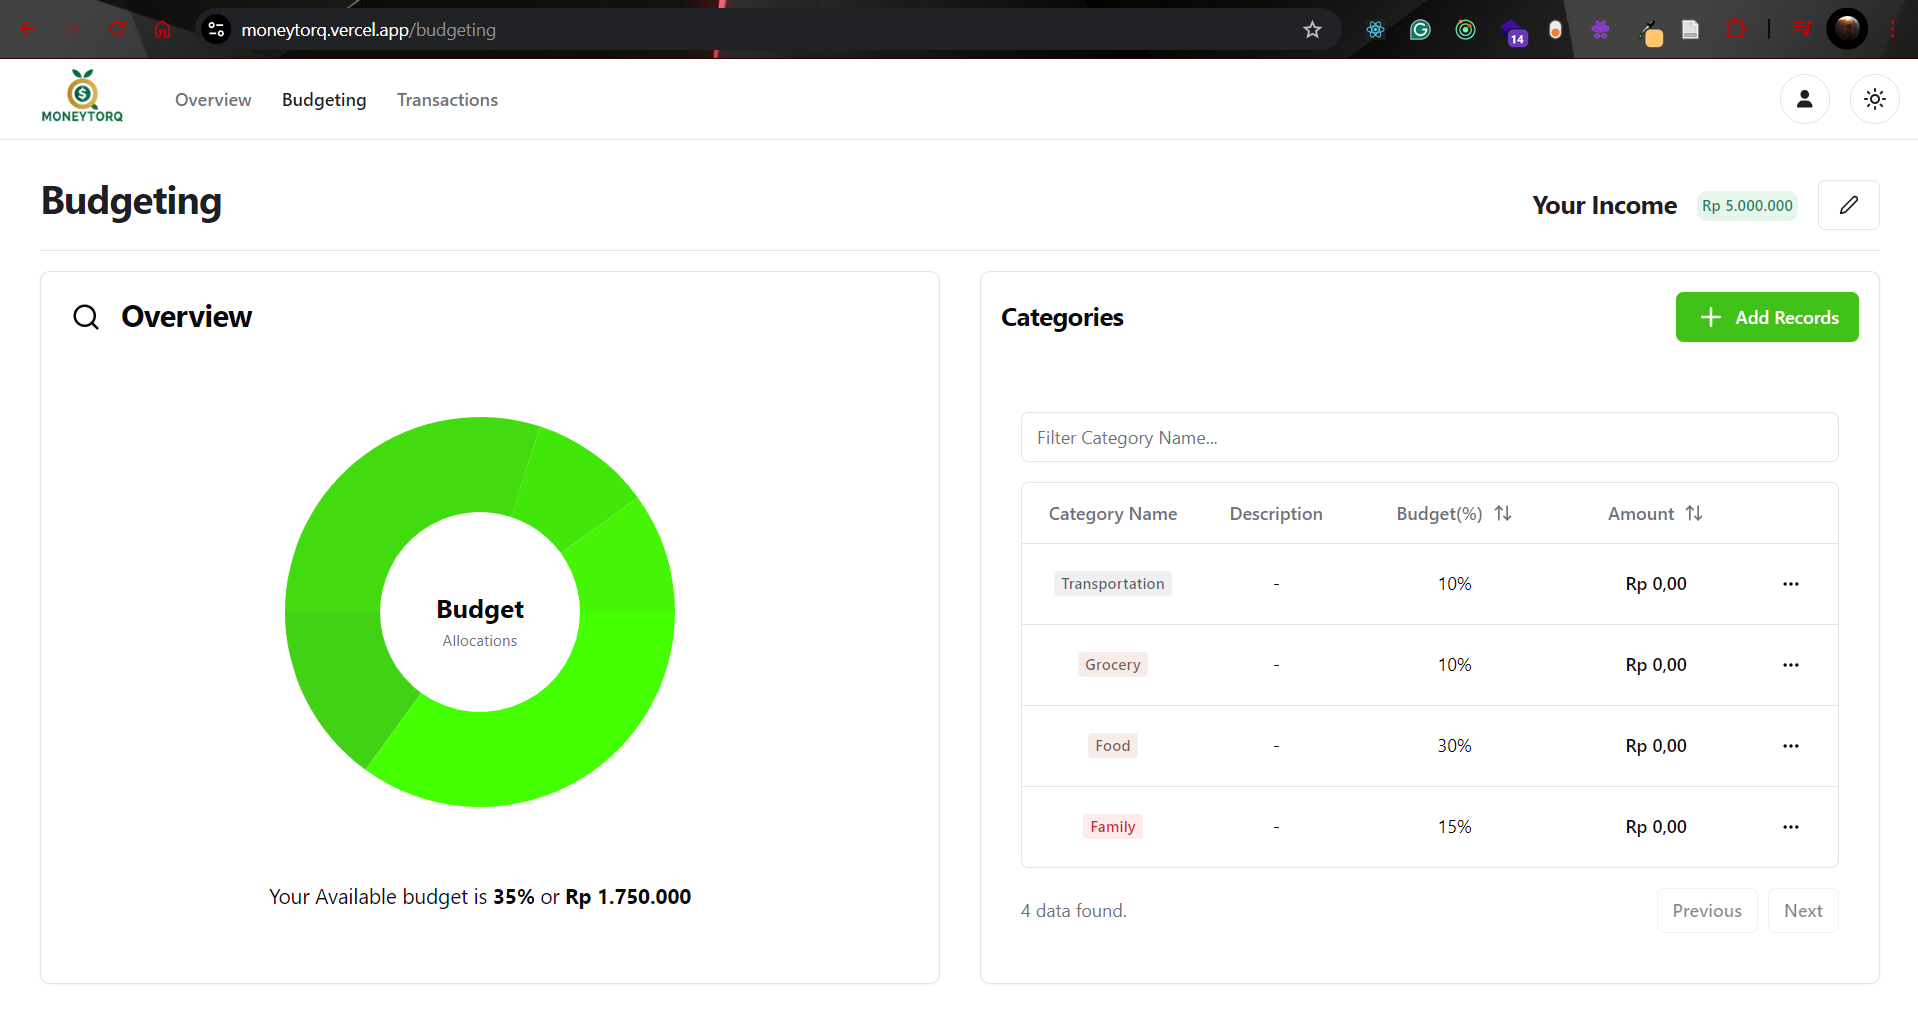 moneytorq.vercel.app/budgeting
14
MONEYTORQ
Overview
Budgeting
Transactions
Budgeting
Your Income
Rp 5.000.000
Overview
Budget
Allocations
Your Available budget is 35% or Rp 1.750.000
Categories
Add Records
Filter Category Name...
Category Name Description Budget(%) Amount
Transportation - 10% Rp 0,00
Grocery - 10% Rp 0,00
Food - 30% Rp 0,00
Family - 15% Rp 0,00
4 data found.
Previous
Next